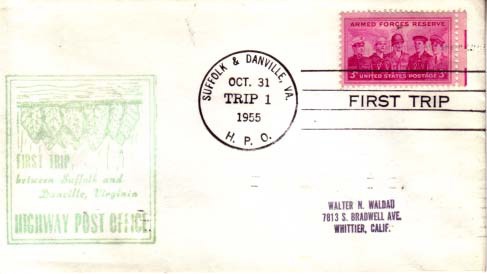 ARMED FORCES RESERVE
3¢ UNITED STATES POSTAGE 3¢
SUFFOLK & DANVILLE, VA.
OCT. 31
TRIP 1
1955
H. P. O.
FIRST TRIP
FIRST TRIP,
between Suffolk and
Danville, Virginia
HIGHWAY POST OFFICE
WALTER N. WALDAU
7813 S. BRADWELL AVE.
WHITTIER, CALIF.